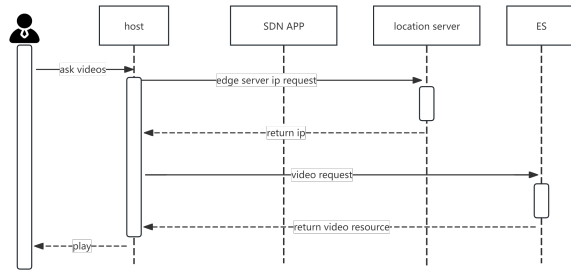 host
SDN APP
location server
ES
ask videos
edge server ip request
return ip
video request
return video resource
play